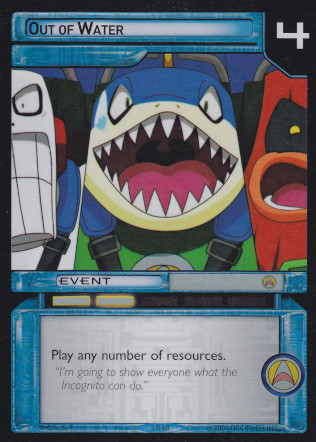 OUT OF WATER
4
EVENT
Play any number of resources.
"I'm going to show everyone what the
Incognito can do."